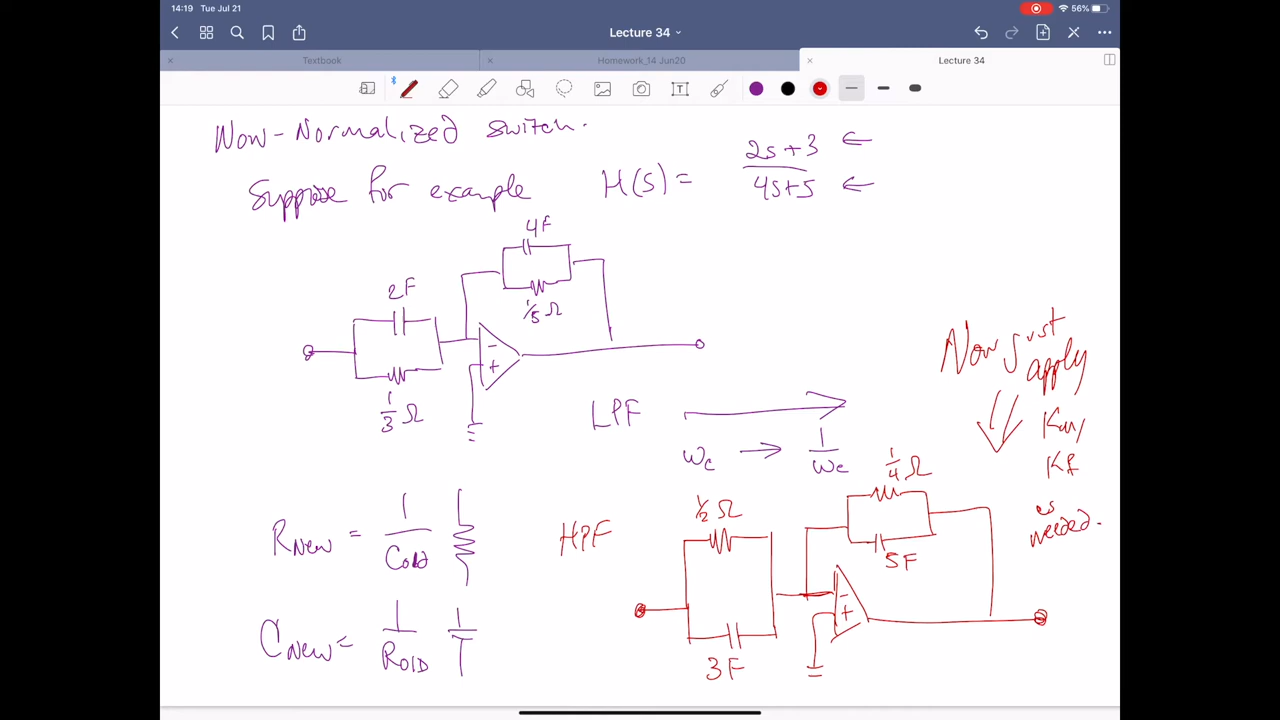 14:19 Tue Jul 21
56%
Lecture 34
Textbook
Homework_14 Jun20
Lecture 34
Non-Normalized switch.
Suppose for example H(s) = 2s+3 / 4s+5
4F
2F
1/5 Ω
1/3 Ω
- +
Now just apply
Km, Kf
as needed.
LPF
ωc → 1/ωc
HPF
1/2 Ω
1/4 Ω
5F
3F
- +
RNew = 1/COld
CNew = 1/ROLD